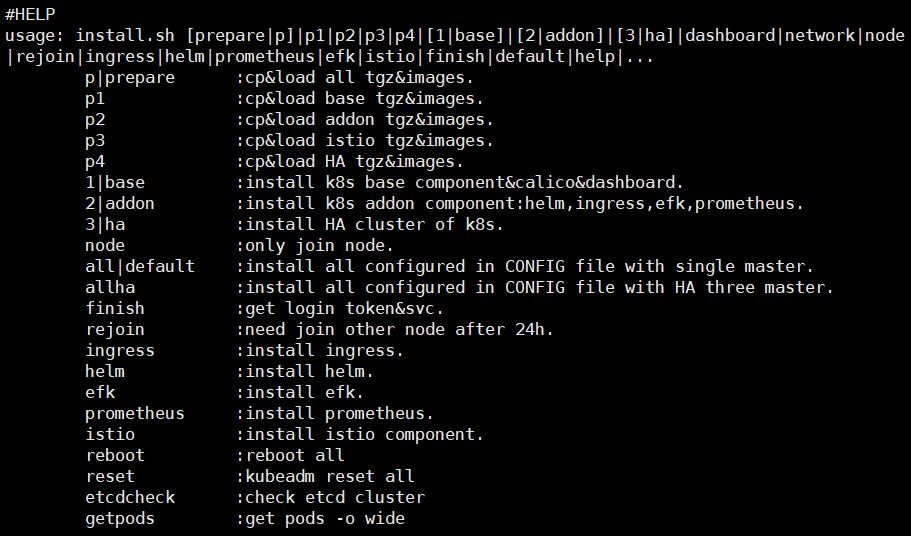 #HELP
usage: install.sh [prepare|p]|p1|p2|p3|p4|[1|base]|[2|addon]|[3|ha]|dashboard|network|node
|rejoin|ingress|helm|prometheus|efk|istio|finish|default|help|...
        p|prepare      :cp&load all tgz&images.
        p1             :cp&load base tgz&images.
        p2             :cp&load addon tgz&images.
        p3             :cp&load istio tgz&images.
        p4             :cp&load HA tgz&images.
        1|base         :install k8s base component&calico&dashboard.
        2|addon        :install k8s addon component:helm,ingress,efk,prometheus.
        3|ha           :install HA cluster of k8s.
        node           :only join node.
        all|default    :install all configured in CONFIG file with single master.
        allha          :install all configured in CONFIG file with HA three master.
        finish         :get login token&svc.
        rejoin         :need join other node after 24h.
        ingress        :install ingress.
        helm           :install helm.
        efk            :install efk.
        prometheus     :install prometheus.
        istio          :install istio component.
        reboot         :reboot all
        reset          :kubeadm reset all
        etcdcheck      :check etcd cluster
        getpods        :get pods -o wide